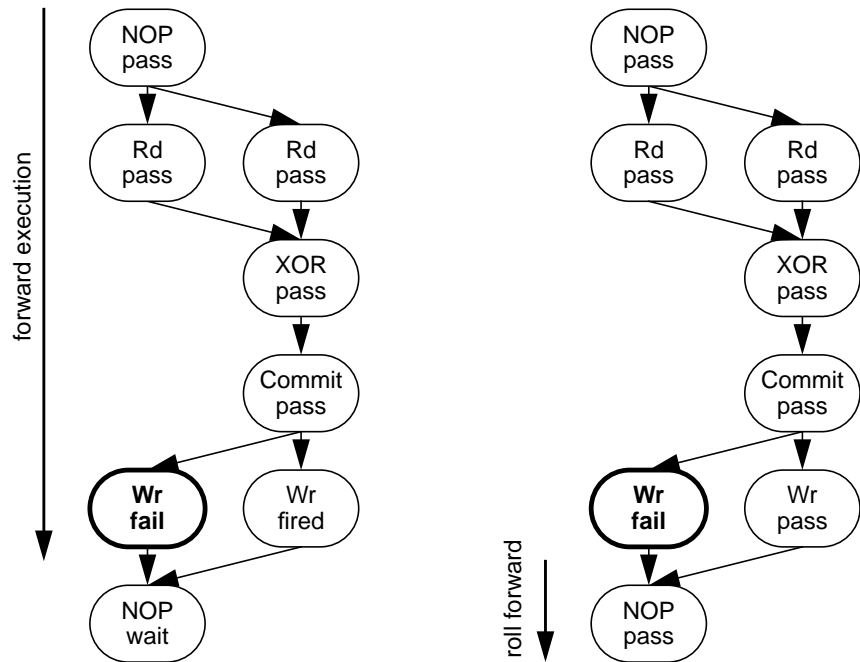 NOP
pass
Rd
pass
Rd
pass
XOR
pass
Commit
pass
Wr
fail
Wr
fired
NOP
wait
forward execution
NOP
pass
Rd
pass
Rd
pass
XOR
pass
Commit
pass
Wr
fail
Wr
pass
NOP
pass
roll forward